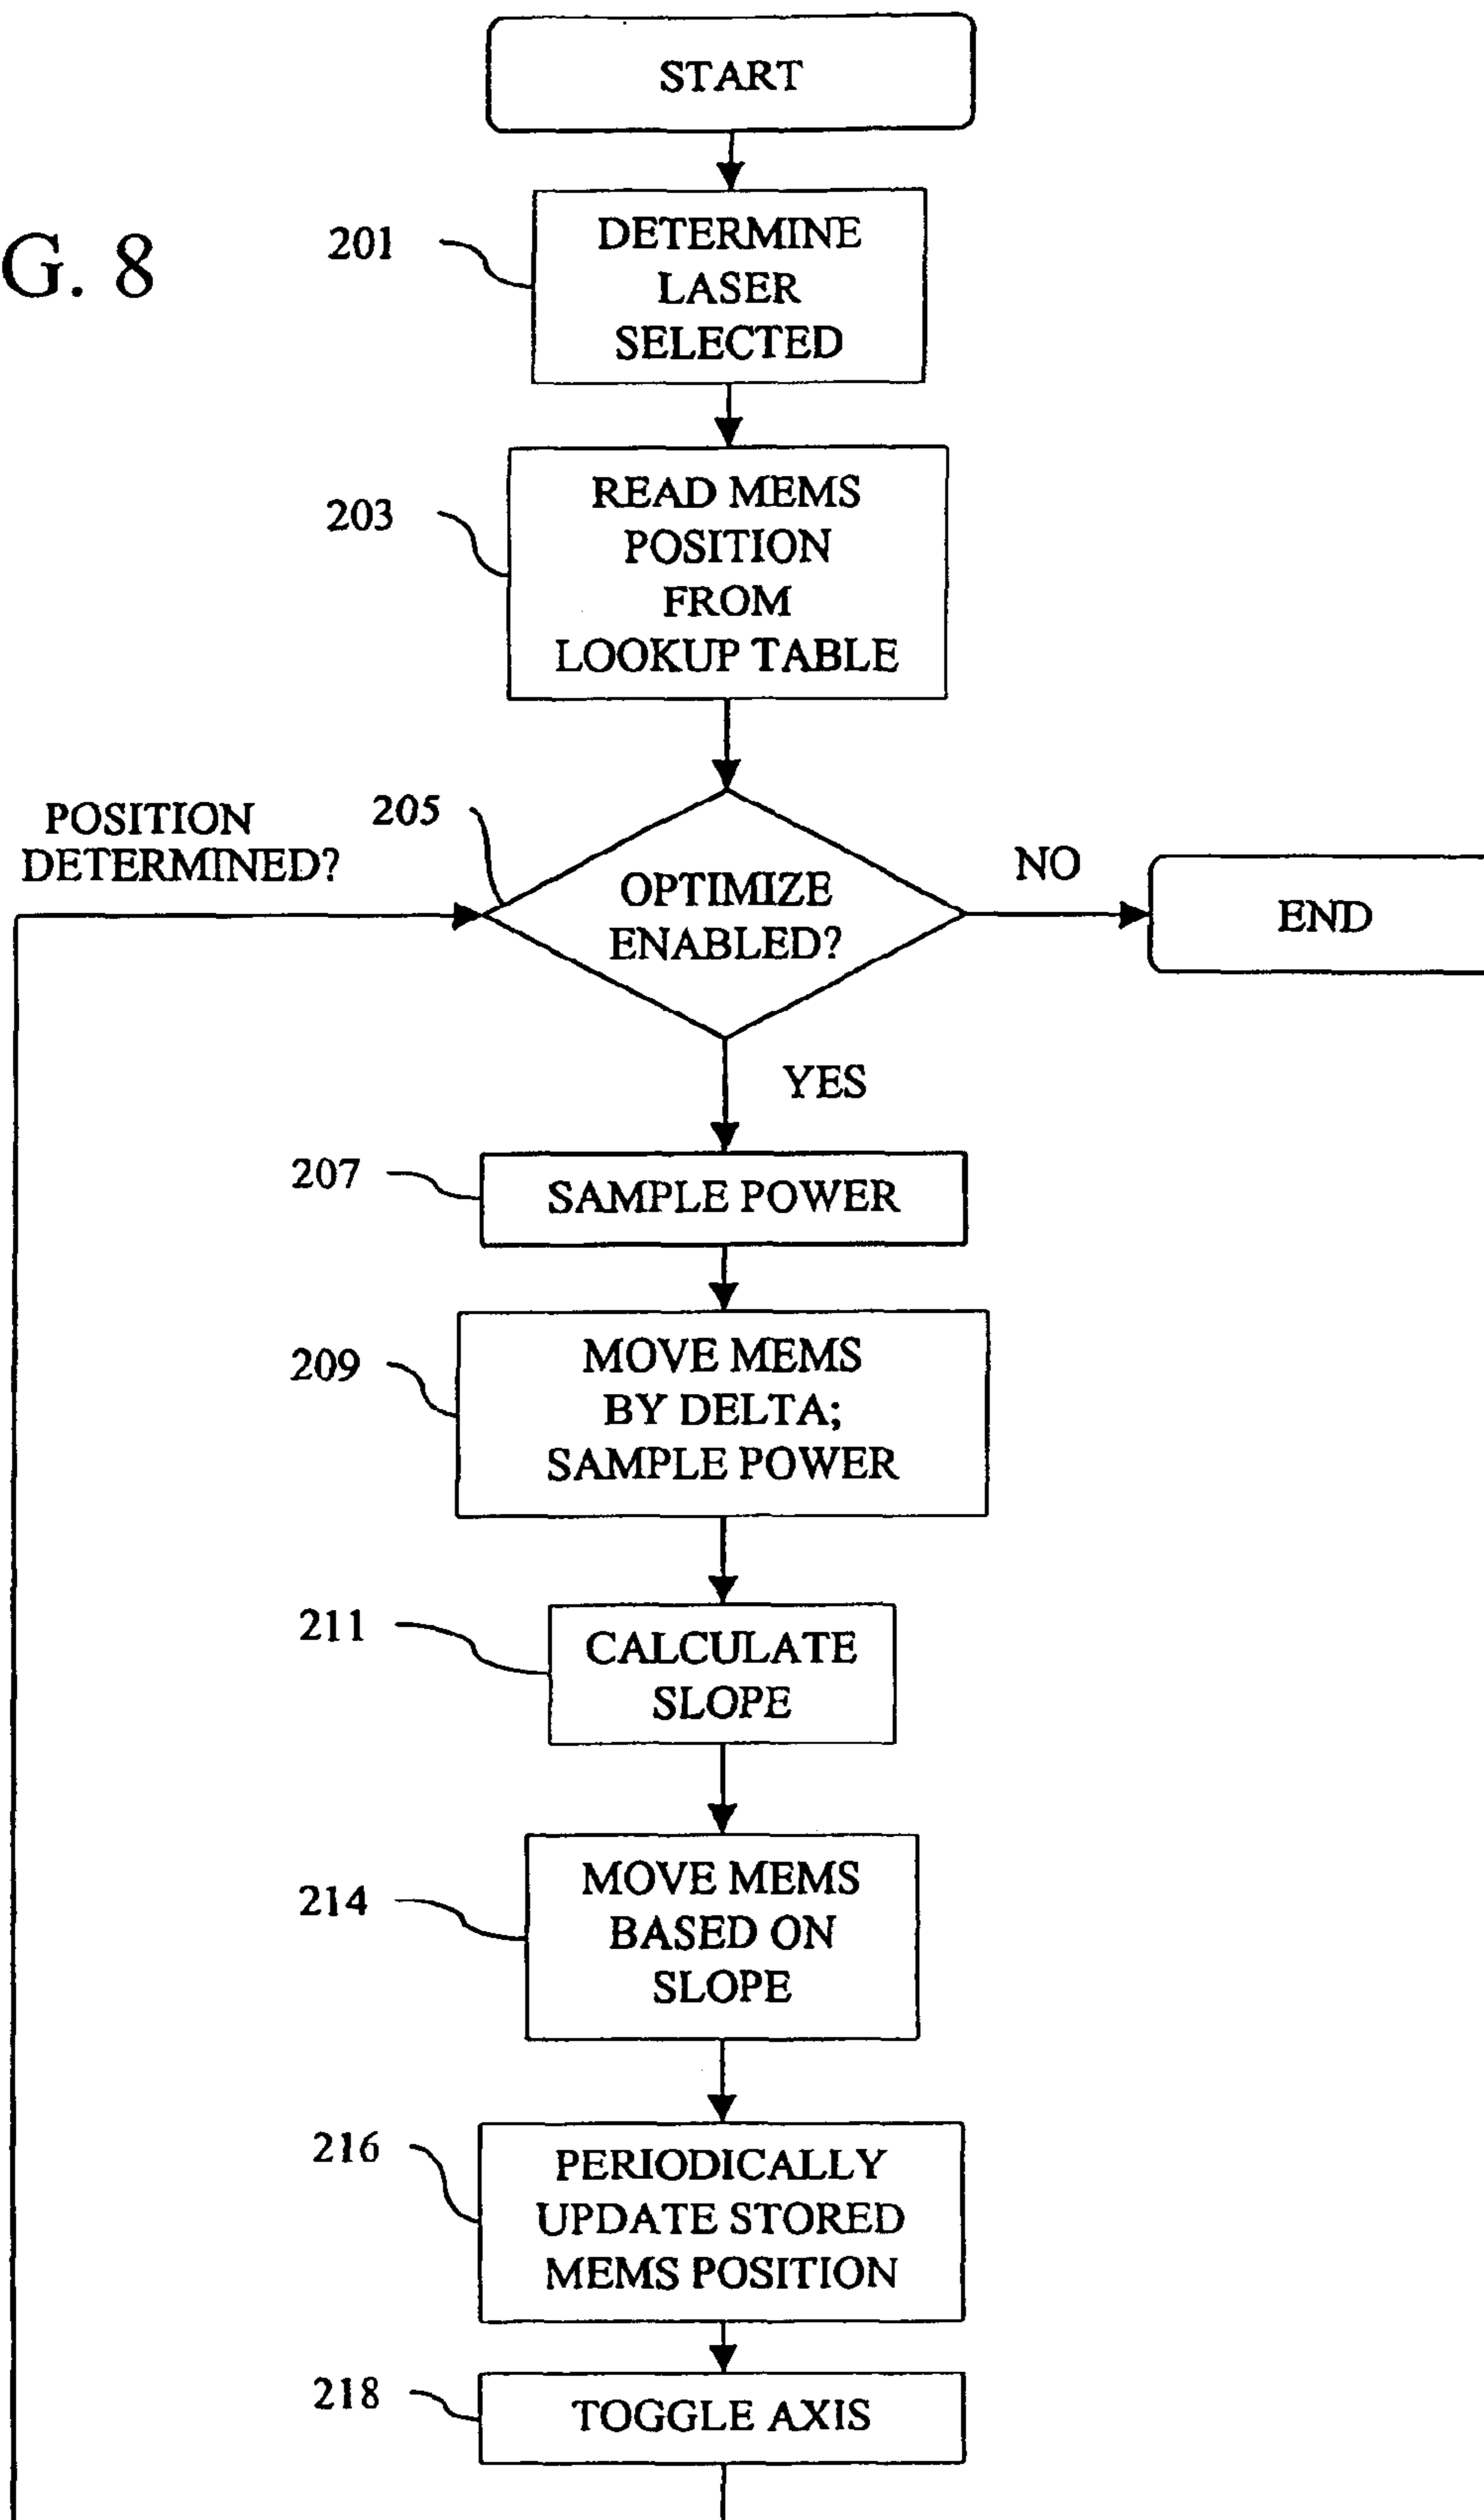 START
G. 8
201
DETERMINE
LASER
SELECTED
203
READ MEMS
POSITION
FROM
LOOKUP TABLE
POSITION
DETERMINED?
205
OPTIMIZE
ENABLED?
NO
END
YES
207
SAMPLE POWER
209
MOVE MEMS
BY DELTA;
SAMPLE POWER
211
CALCULATE
SLOPE
214
MOVE MEMS
BASED ON
SLOPE
216
PERIODICALLY
UPDATE STORED
MEMS POSITION
218
TOGGLE AXIS